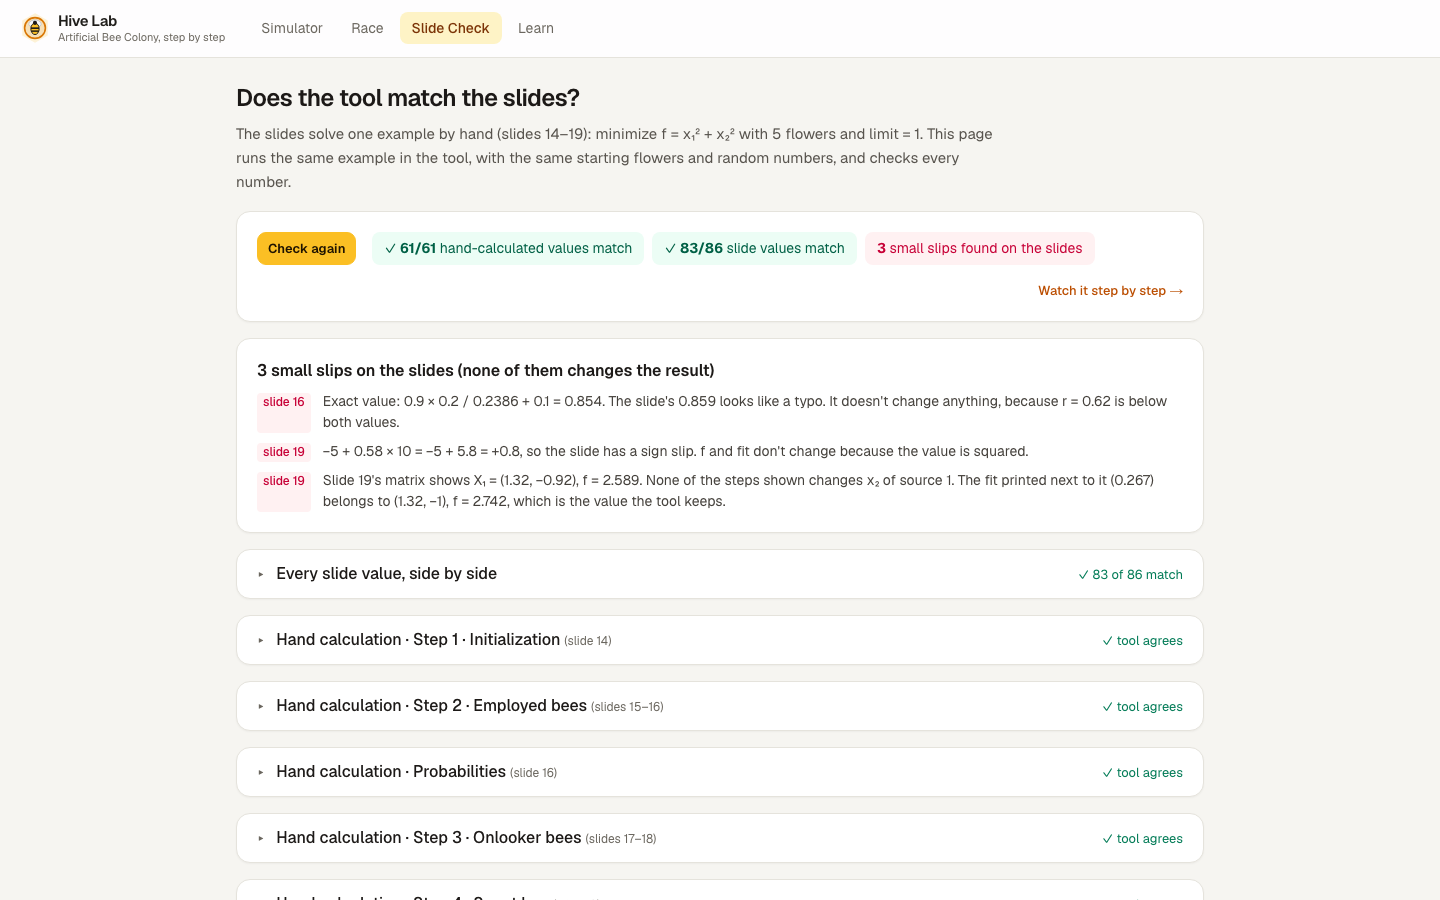 Hive Lab
Artificial Bee Colony, step by step
Simulator
Race
Slide Check
Learn
Does the tool match the slides?
The slides solve one example by hand (slides 14–19): minimize f = x₁² + x₂² with 5 flowers and limit = 1. This page
runs the same example in the tool, with the same starting flowers and random numbers, and checks every
number.
Check again
✓ 61/61 hand-calculated values match
✓ 83/86 slide values match
3 small slips found on the slides
Watch it step by step →
3 small slips on the slides (none of them changes the result)
slide 16
Exact value: 0.9 × 0.2 / 0.2386 + 0.1 = 0.854. The slide's 0.859 looks like a typo. It doesn't change anything, because r = 0.62 is below
both values.
slide 19
−5 + 0.58 × 10 = −5 + 5.8 = +0.8, so the slide has a sign slip. f and fit don't change because the value is squared.
slide 19
Slide 19's matrix shows X₁ = (1.32, −0.92), f = 2.589. None of the steps shown changes x₂ of source 1. The fit printed next to it (0.267)
belongs to (1.32, −1), f = 2.742, which is the value the tool keeps.
▸ Every slide value, side by side
✓ 83 of 86 match
▸ Hand calculation · Step 1 · Initialization (slide 14)
✓ tool agrees
▸ Hand calculation · Step 2 · Employed bees (slides 15–16)
✓ tool agrees
▸ Hand calculation · Probabilities (slide 16)
✓ tool agrees
▸ Hand calculation · Step 3 · Onlooker bees (slides 17–18)
✓ tool agrees